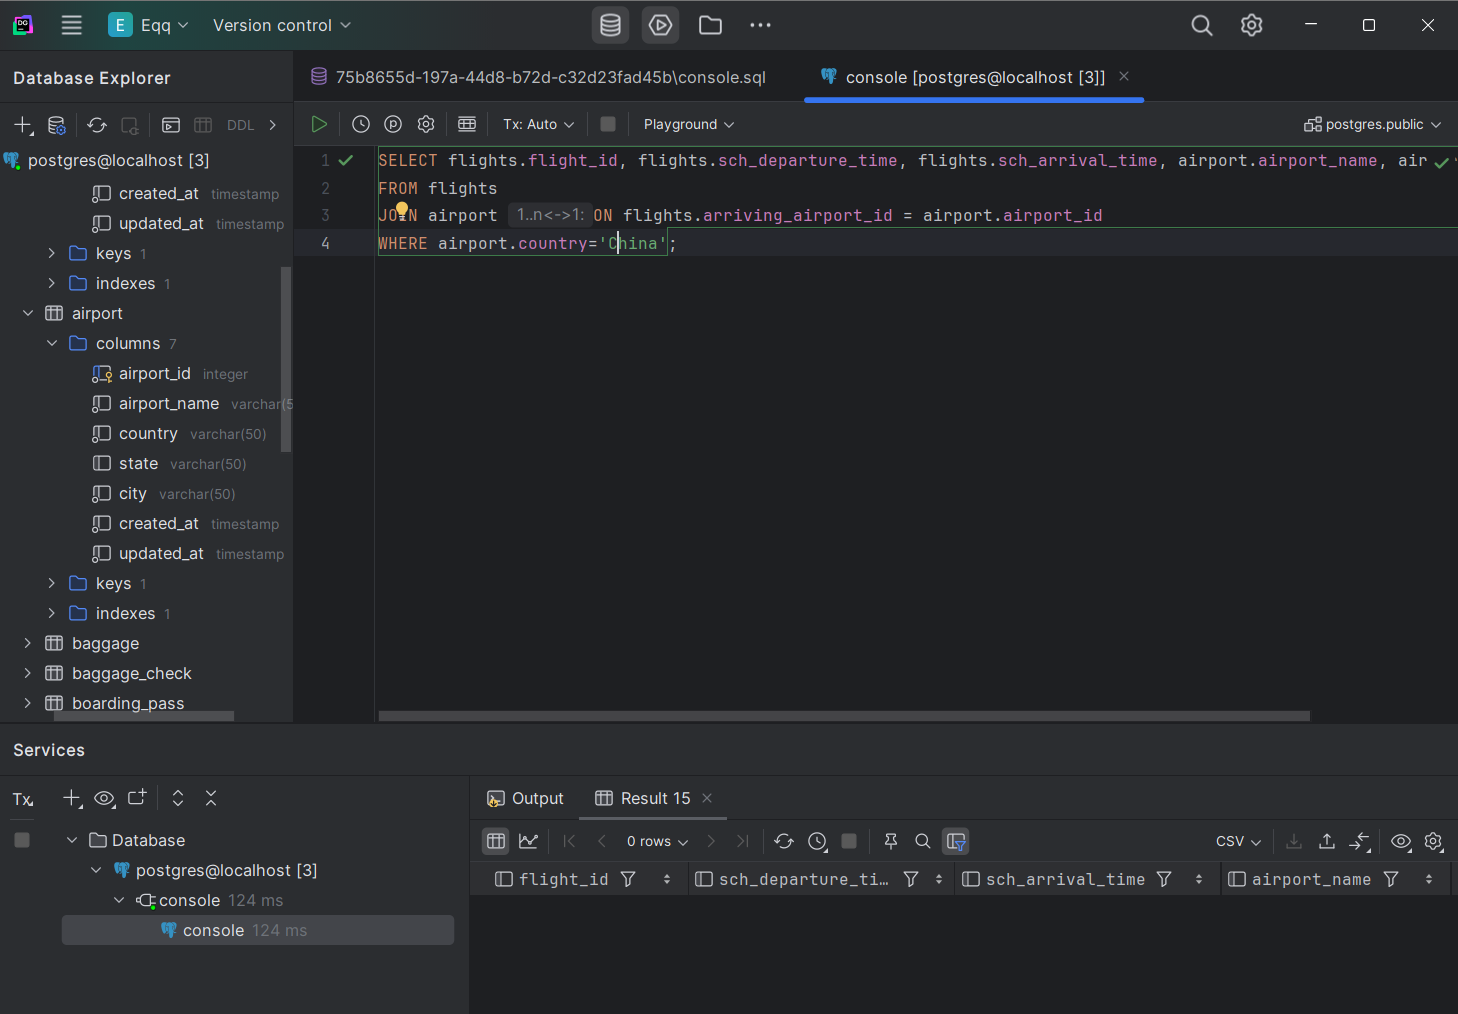 E Eqq Version control
Database Explorer
75b8655d-197a-44d8-b72d-c32d23fad45b\console.sql
console [postgres@localhost [3]]
DDL
Tx: Auto
Playground
postgres.public
postgres@localhost [3]
created_at timestamp
updated_at timestamp
keys 1
indexes 1
airport
columns 7
airport_id integer
airport_name varchar(5
country varchar(50)
state varchar(50)
city varchar(50)
created_at timestamp
updated_at timestamp
keys 1
indexes 1
baggage
baggage_check
boarding_pass
1 SELECT flights.flight_id, flights.sch_departure_time, flights.sch_arrival_time, airport.airport_name, air
2 FROM flights
3 JOIN airport 1..n<->1: ON flights.arriving_airport_id = airport.airport_id
4 WHERE airport.country='China';
Services
Tx
Database
postgres@localhost [3]
console 124 ms
console 124 ms
Output Result 15
0 rows
CSV
flight_id sch_departure_ti… sch_arrival_time airport_name